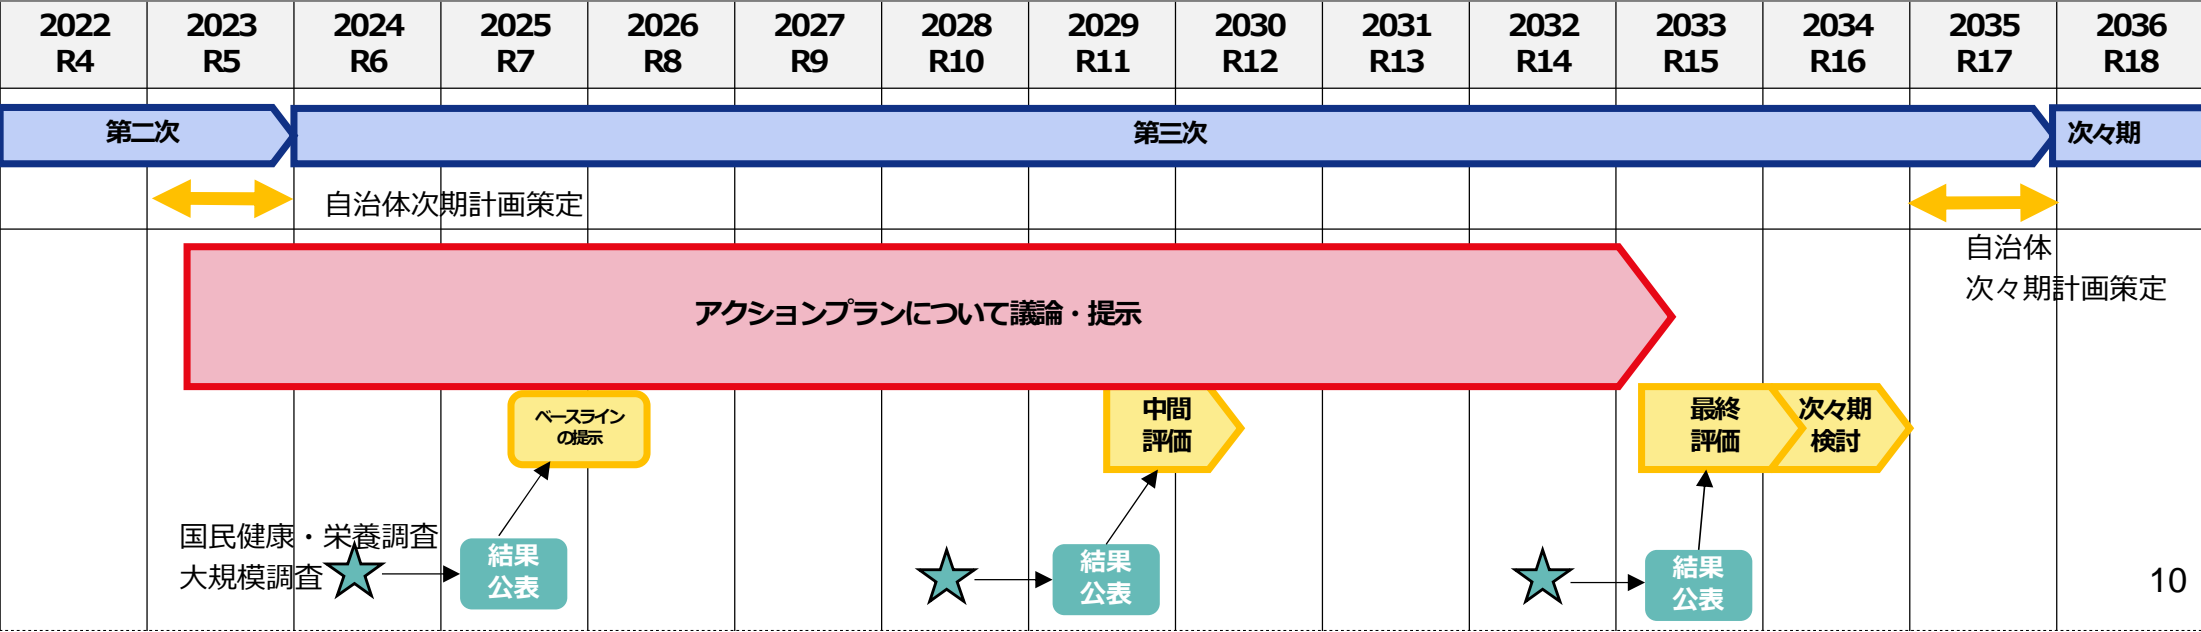 2022 2023 2024 2025 2026 2027 2028 2029 2030 2031 2032 2033 2034 2035 2036
R4 R5 R6 R7 R8 R9 R10 R11 R12 R13 R14 R15 R16 R17 R18
第二次 第三次 次々期
自治体次期計画策定
自治体
次々期計画策定
アクションプランについて議論・提示
ベースライン
の提示
中間
評価
最終
評価
次々期
検討
国民健康・栄養調査
大規模調査
結果
公表
結果
公表
結果
公表
10